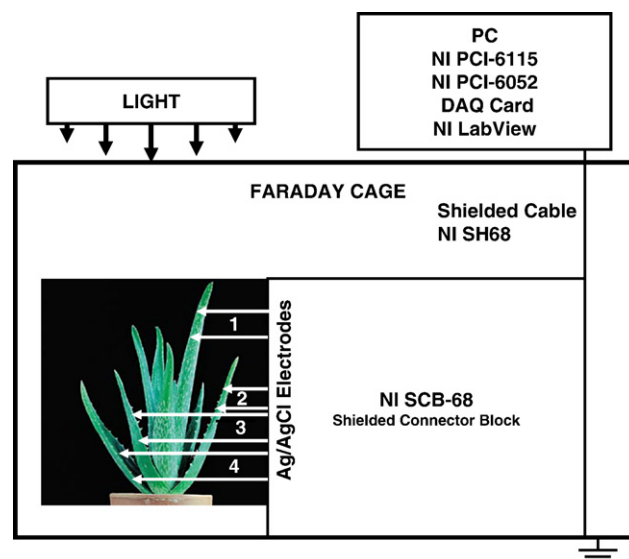 PC
NI PCI-6115
NI PCI-6052
DAQ Card
NI LabView
LIGHT
FARADAY CAGE
Shielded Cable
NI SH68
1
2
3
4
Ag/AgCl Electrodes
NI SCB-68
Shielded Connector Block